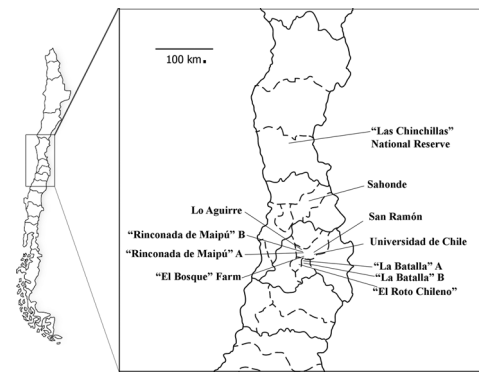 100 km.
“Las Chinchillas”
National Reserve
Sahonde
Lo Aguirre
San Ramón
“Rinconada de Maipú” B
Universidad de Chile
“Rinconada de Maipú” A
“La Batalla” A
“El Bosque” Farm
“La Batalla” B
“El Roto Chileno”